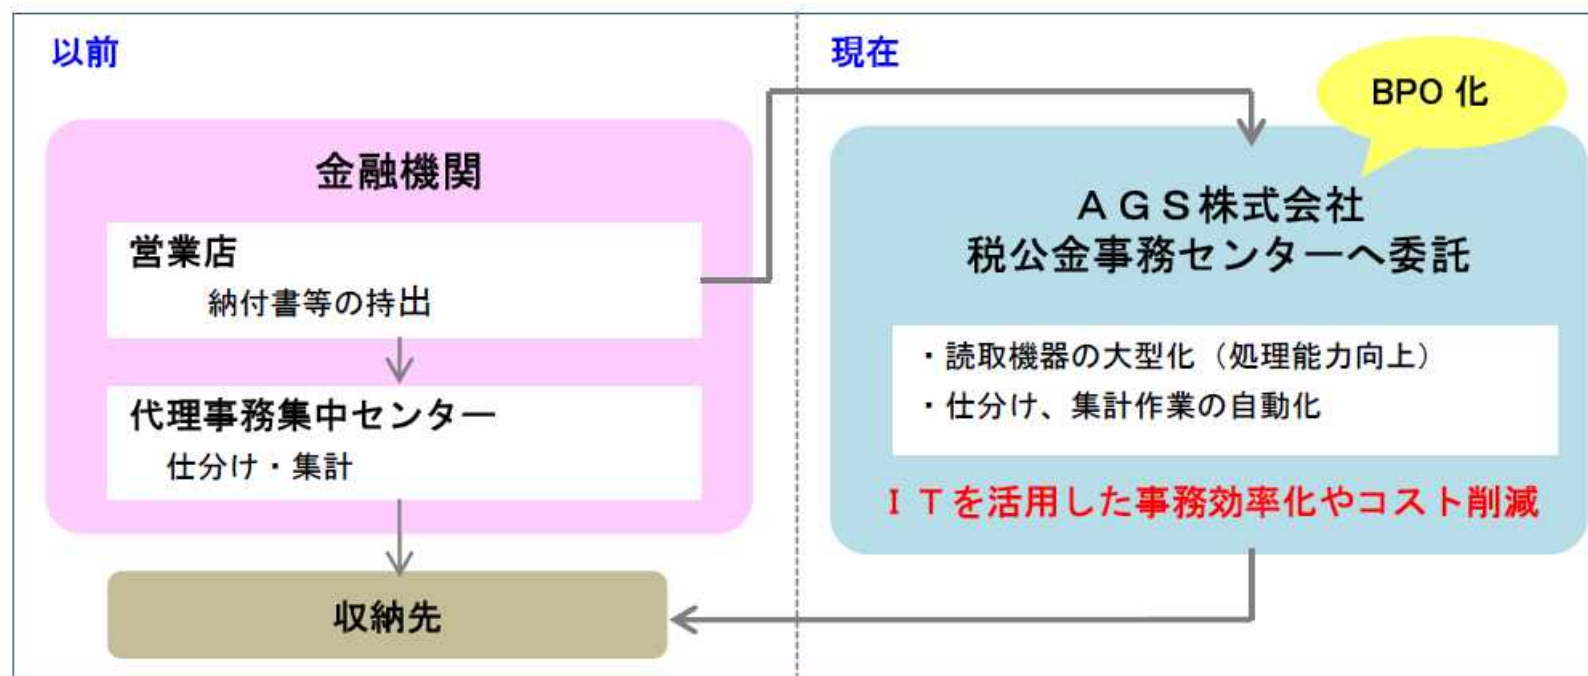 以前
金融機関
営業店
納付書等の持出
代理事務集中センター
仕分け・集計
収納先
現在
BPO 化
ＡＧＳ株式会社
税公金事務センターへ委託
・読取機器の大型化（処理能力向上）
・仕分け、集計作業の自動化
ＩＴを活用した事務効率化やコスト削減